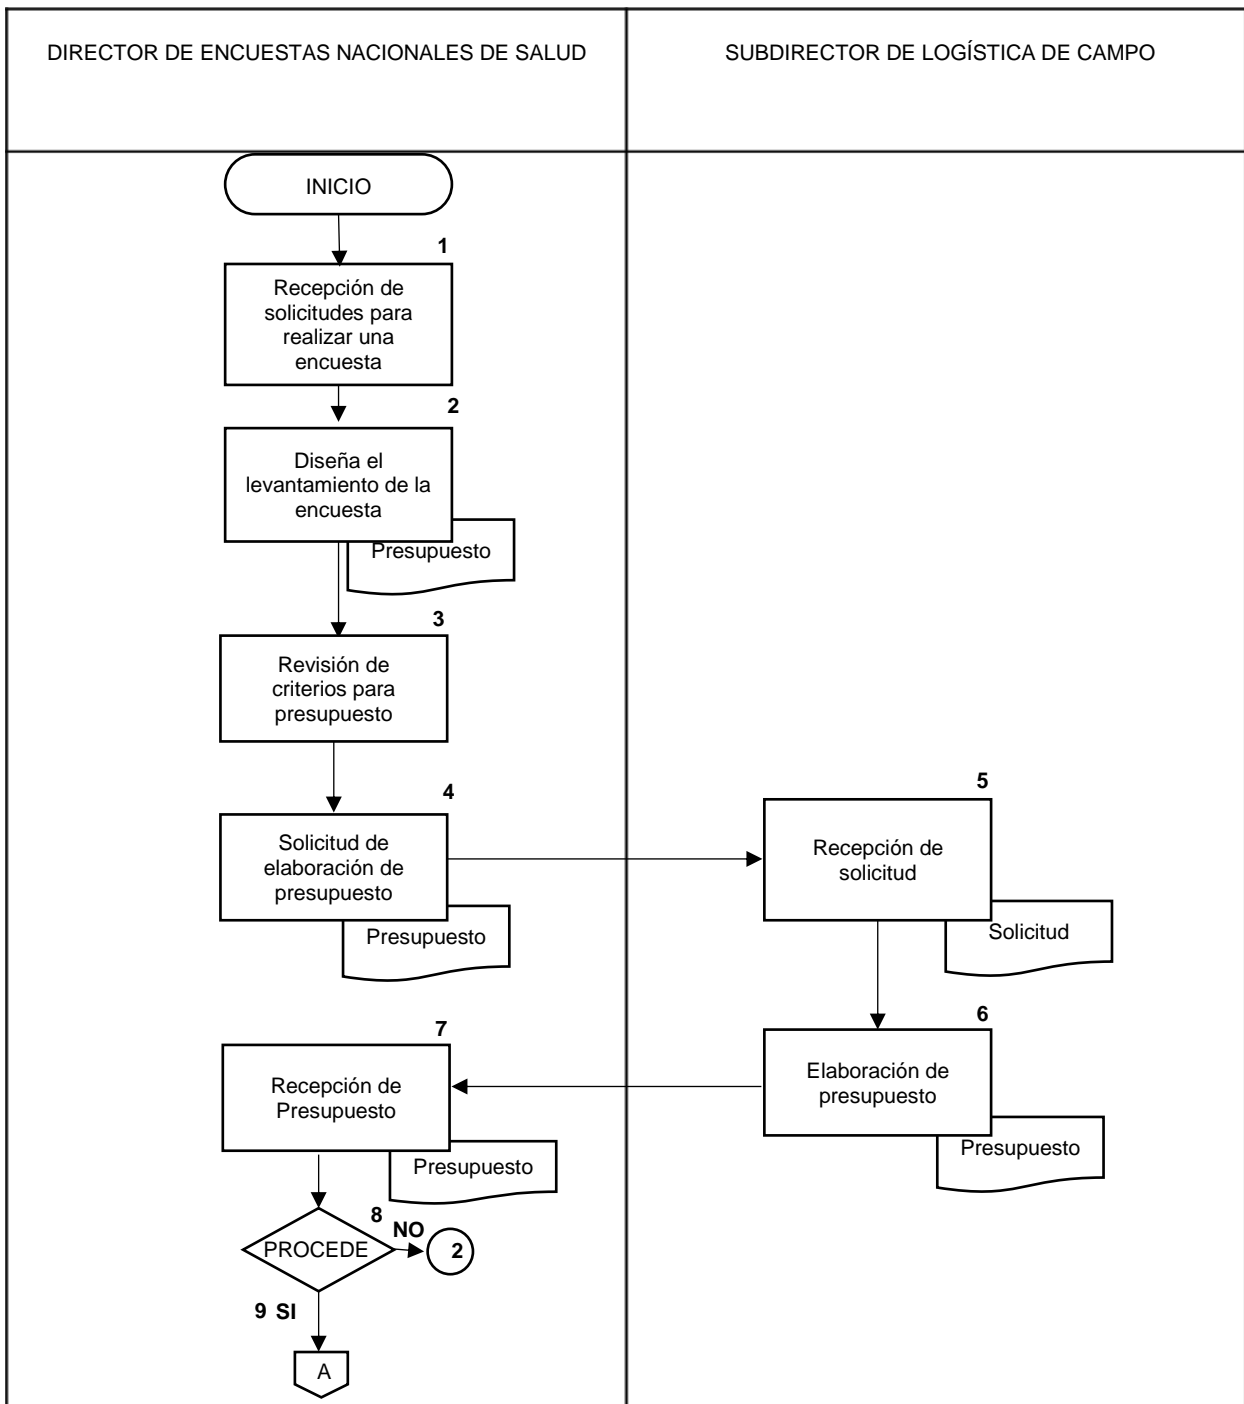 DIRECTOR DE ENCUESTAS NACIONALES DE SALUD
SUBDIRECTOR DE LOGÍSTICA DE CAMPO
INICIO
1
Recepción de
solicitudes para
realizar una
encuesta
2
Diseña el
levantamiento de la
encuesta
Presupuesto
3
Revisión de
criterios para
presupuesto
4
Solicitud de
elaboración de
presupuesto
Presupuesto
5
Recepción de
solicitud
Solicitud
6
Elaboración de
presupuesto
Presupuesto
7
Recepción de
Presupuesto
Presupuesto
8
PROCEDE
NO
2
9 SI
A